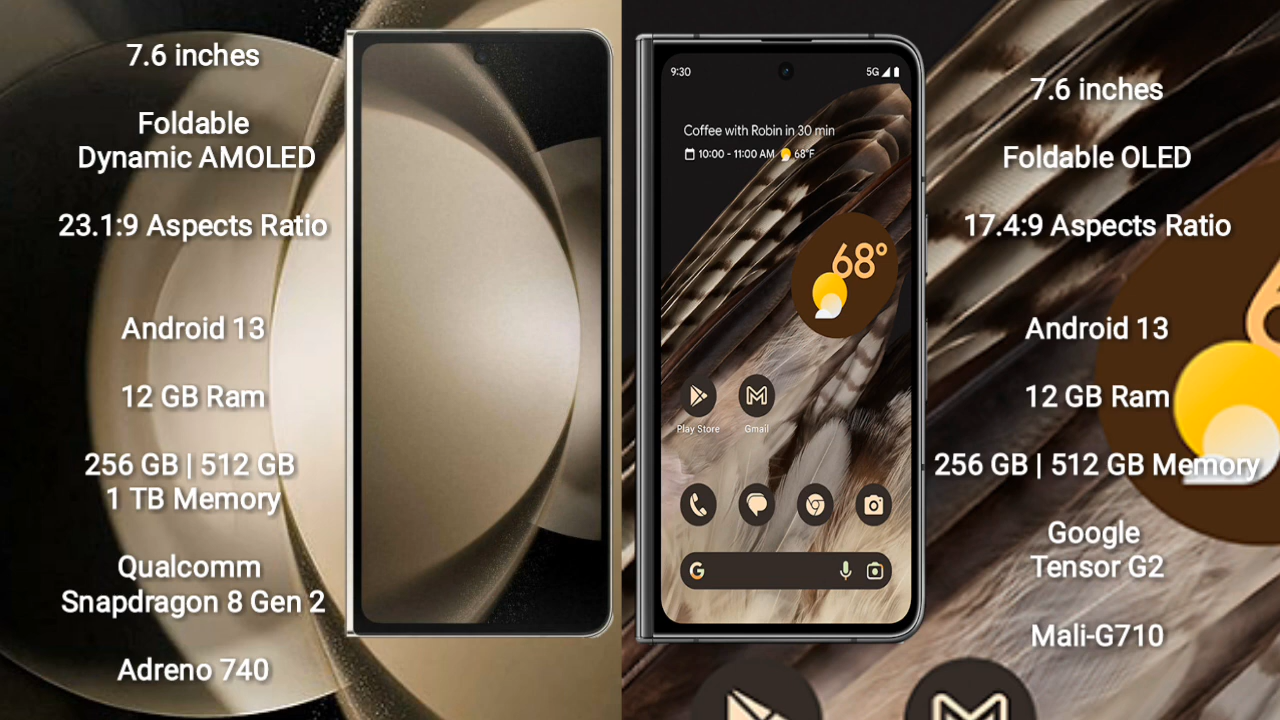 7.6 inches
Foldable
Dynamic AMOLED
23.1:9 Aspects Ratio
Android 13
12 GB Ram
256 GB | 512 GB
1 TB Memory
Qualcomm
Snapdragon 8 Gen 2
Adreno 740
9:30
5G
Coffee with Robin in 30 min
10:00 - 11:00 AM 68°F
68°
Play Store
Gmail
G
7.6 inches
Foldable OLED
17.4:9 Aspects Ratio
Android 13
12 GB Ram
256 GB | 512 GB Memory
Google
Tensor G2
Mali-G710